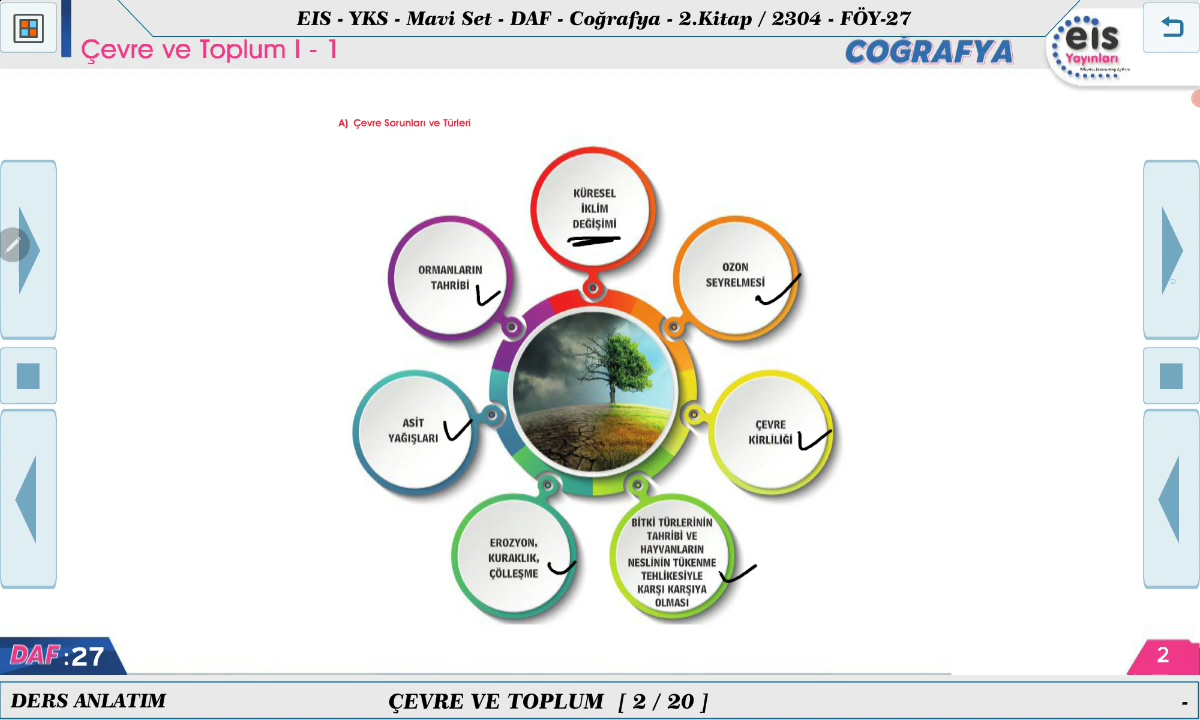 EIS - YKS - Mavi Set - DAF - Coğrafya - 2.Kitap / 2304 - FÖY-27
Çevre ve Toplum I - 1
COĞRAFYA
eis
Yayınları
A) Çevre Sorunları ve Türleri
KÜRESEL
İKLİM
DEĞİŞİMİ
ORMANLARIN
TAHRİBİ
OZON
SEYRELMESİ
ASİT
YAĞIŞLARI
ÇEVRE
KİRLİLİĞİ
EROZYON,
KURAKLIK,
ÇÖLLEŞME
BİTKİ TÜRLERİNİN
TAHRİBİ VE
HAYVANLARIN
NESLİNİN TÜKENME
TEHLİKESİYLE
KARŞI KARŞIYA
OLMASI
DAF:27
2
DERS ANLATIM
ÇEVRE VE TOPLUM [ 2 / 20 ]
-